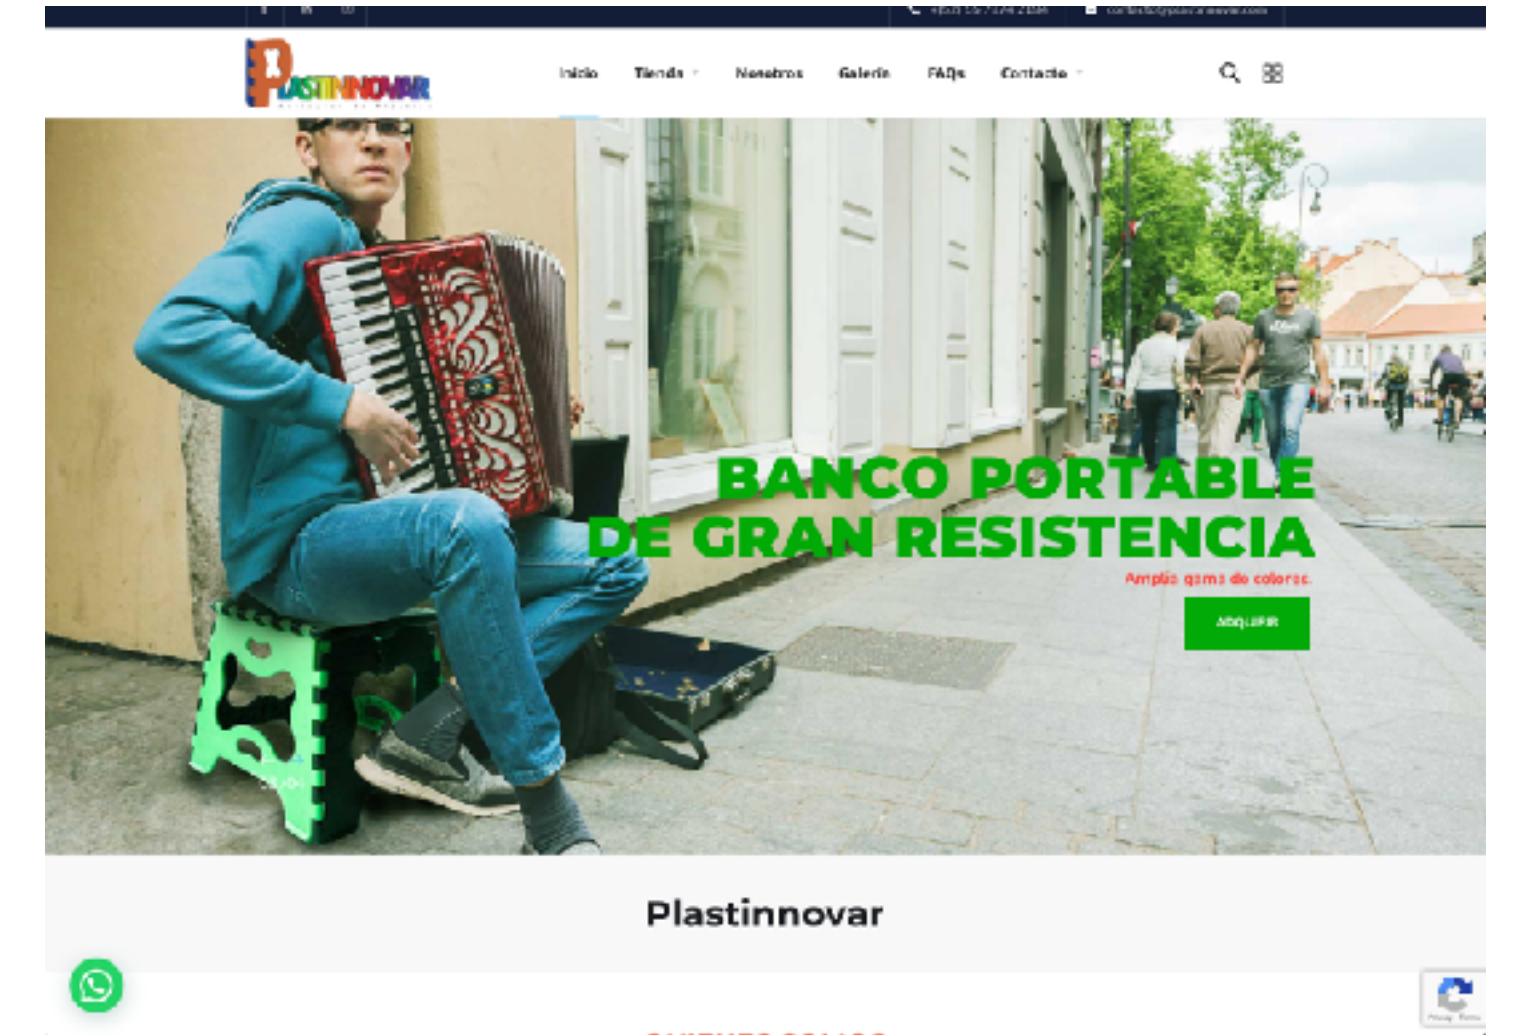 PLASTINNOVAR
Inicio Tienda Nosotros Galería FAQs Contacto
BANCO PORTABLE
DE GRAN RESISTENCIA
Amplia gama de colores.
ADQUIRIR
Plastinnovar